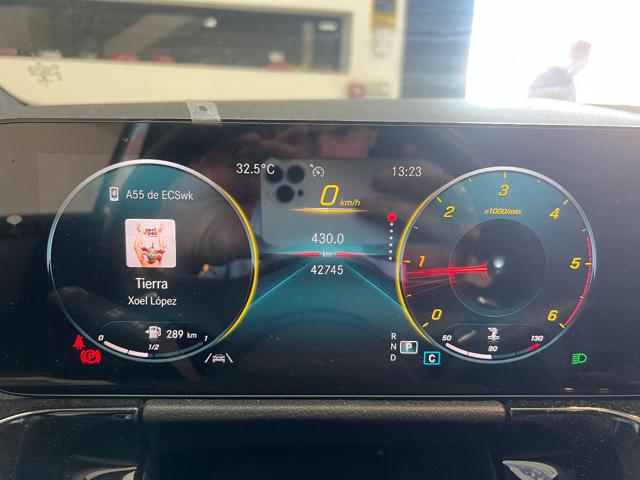 32.5°C
13:23
A55 de ECSwk
0 km/h
Tierra
Xoel López
430.0
km
42745
0 1/2 1
289 km
R
N
D
P
C
0 1 2 3 4 5 6
x1000/min
50 90 130